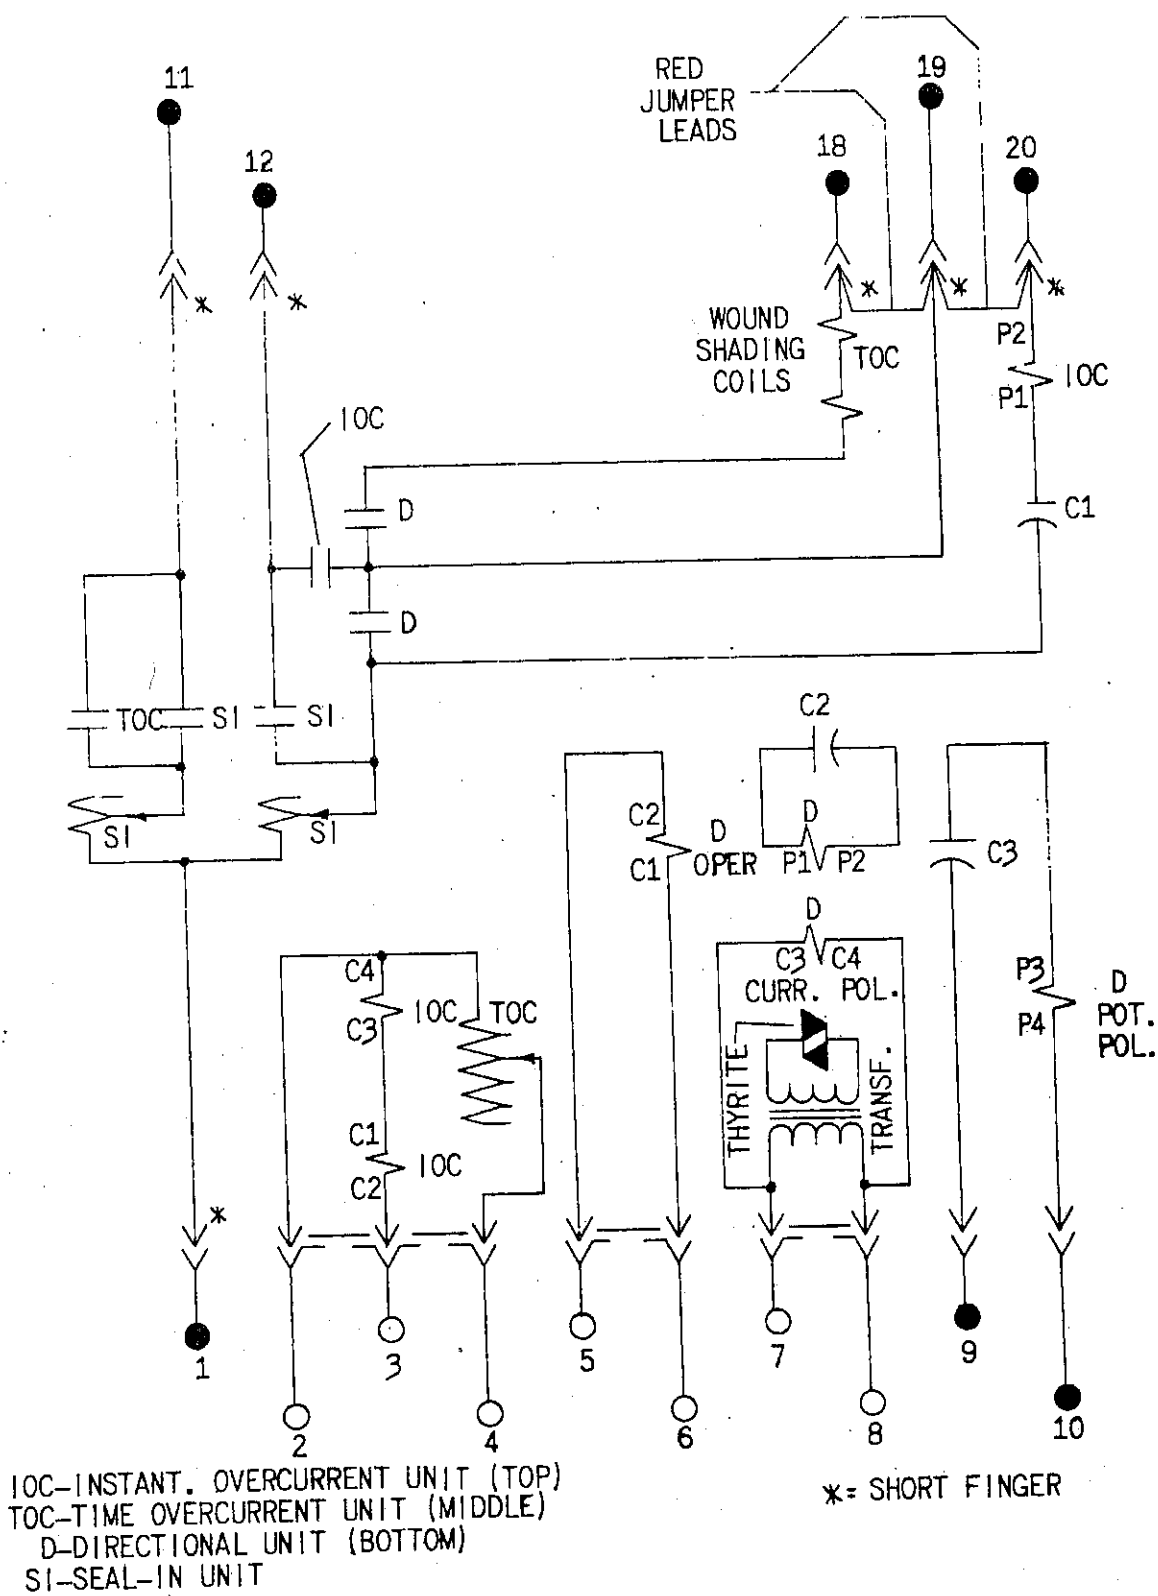 11
12
RED
JUMPER
LEADS
19
18
20
*
*
*
*
*
WOUND
SHADING
COILS
TOC
P2
P1
IOC
IOC
D
C1
D
TOC
SI
SI
C2
SI
SI
C2
C1
D
OPER
D
P1
P2
C3
D
C3
C4
CURR. POL.
THYRITE
TRANSF.
P3
P4
D
POT.
POL.
C4
C3
IOC
TOC
C1
C2
IOC
*
1
3
5
7
9
2
4
6
8
10
IOC-INSTANT. OVERCURRENT UNIT (TOP)
TOC-TIME OVERCURRENT UNIT (MIDDLE)
D-DIRECTIONAL UNIT (BOTTOM)
SI-SEAL-IN UNIT
*= SHORT FINGER